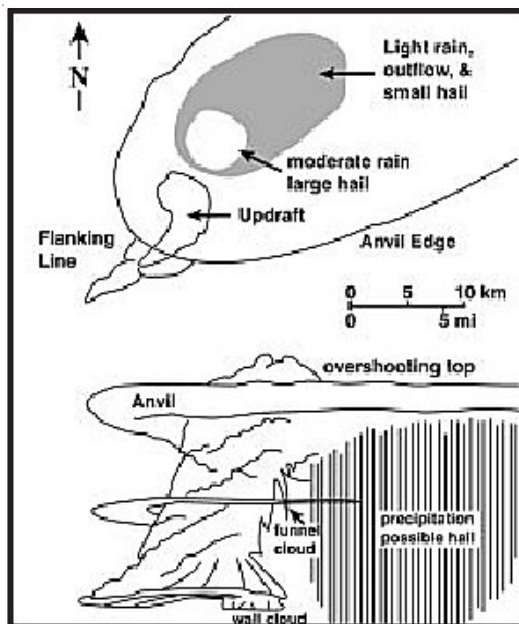 N
Light rain,
outflow, &
small hail
moderate rain
large hail
Updraft
Flanking
Line
Anvil Edge
0 5 10 km
0 5 mi
overshooting top
Anvil
funnel
cloud
precipitation
possible hail
wall cloud